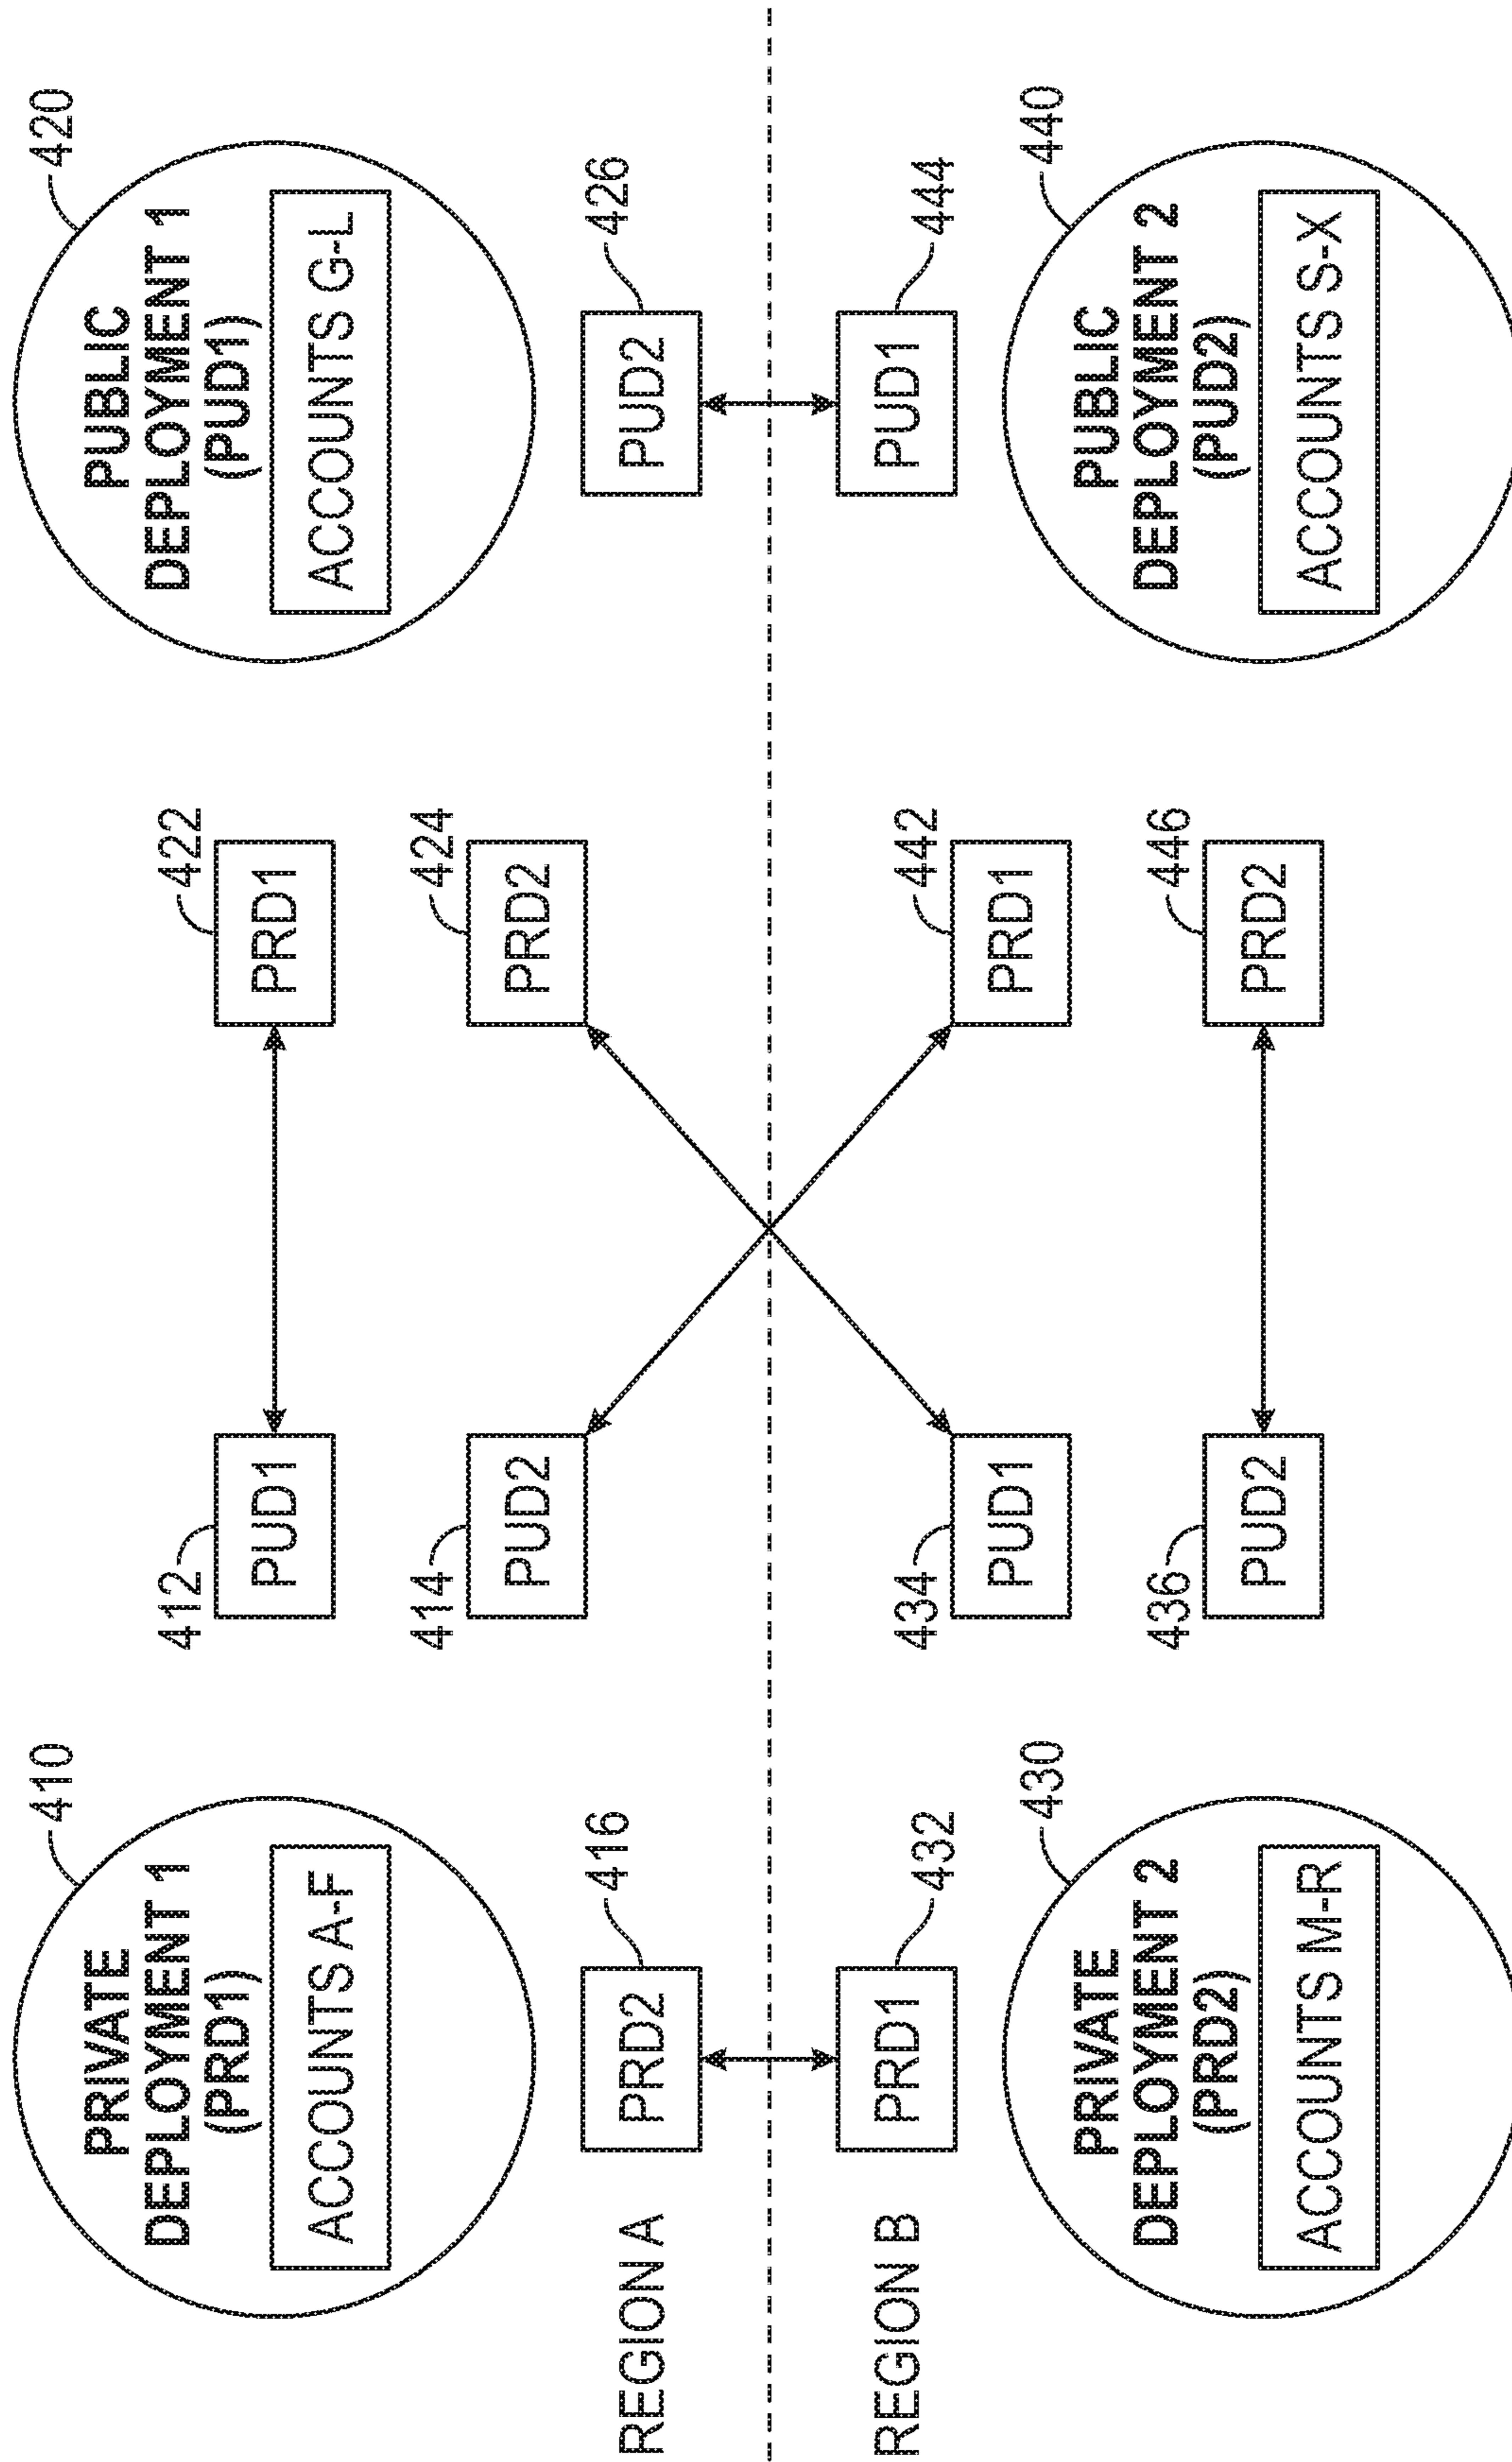 410
PRIVATE
DEPLOYMENT 1
(PRD1)
ACCOUNTS A-F
412
PUD1
422
PRD1
420
PUBLIC
DEPLOYMENT 1
(PUD1)
ACCOUNTS G-L
414
PUD2
424
PRD2
REGION A
PRD2
416
PUD2
426
REGION B
PRD1
432
PUD1
444
434
PUD1
442
PRD1
430
PRIVATE
DEPLOYMENT 2
(PRD2)
ACCOUNTS M-R
436
PUD2
446
PRD2
440
PUBLIC
DEPLOYMENT 2
(PUD2)
ACCOUNTS S-X